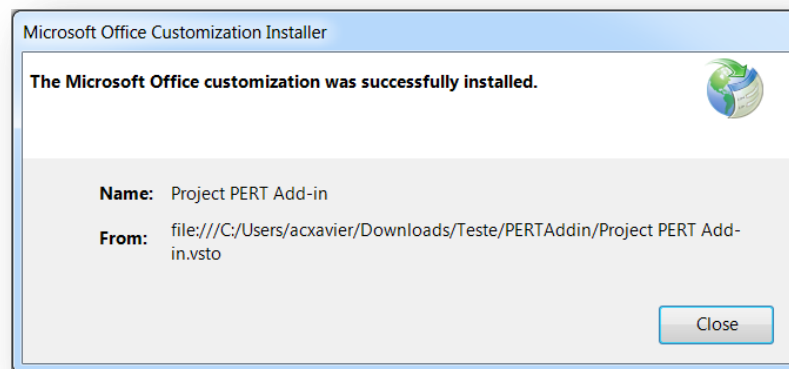 Microsoft Office Customization Installer
The Microsoft Office customization was successfully installed.
Name: Project PERT Add-in
From: file:///C:/Users/acxavier/Downloads/Teste/PERTAddin/Project PERT Add-
in.vsto
Close